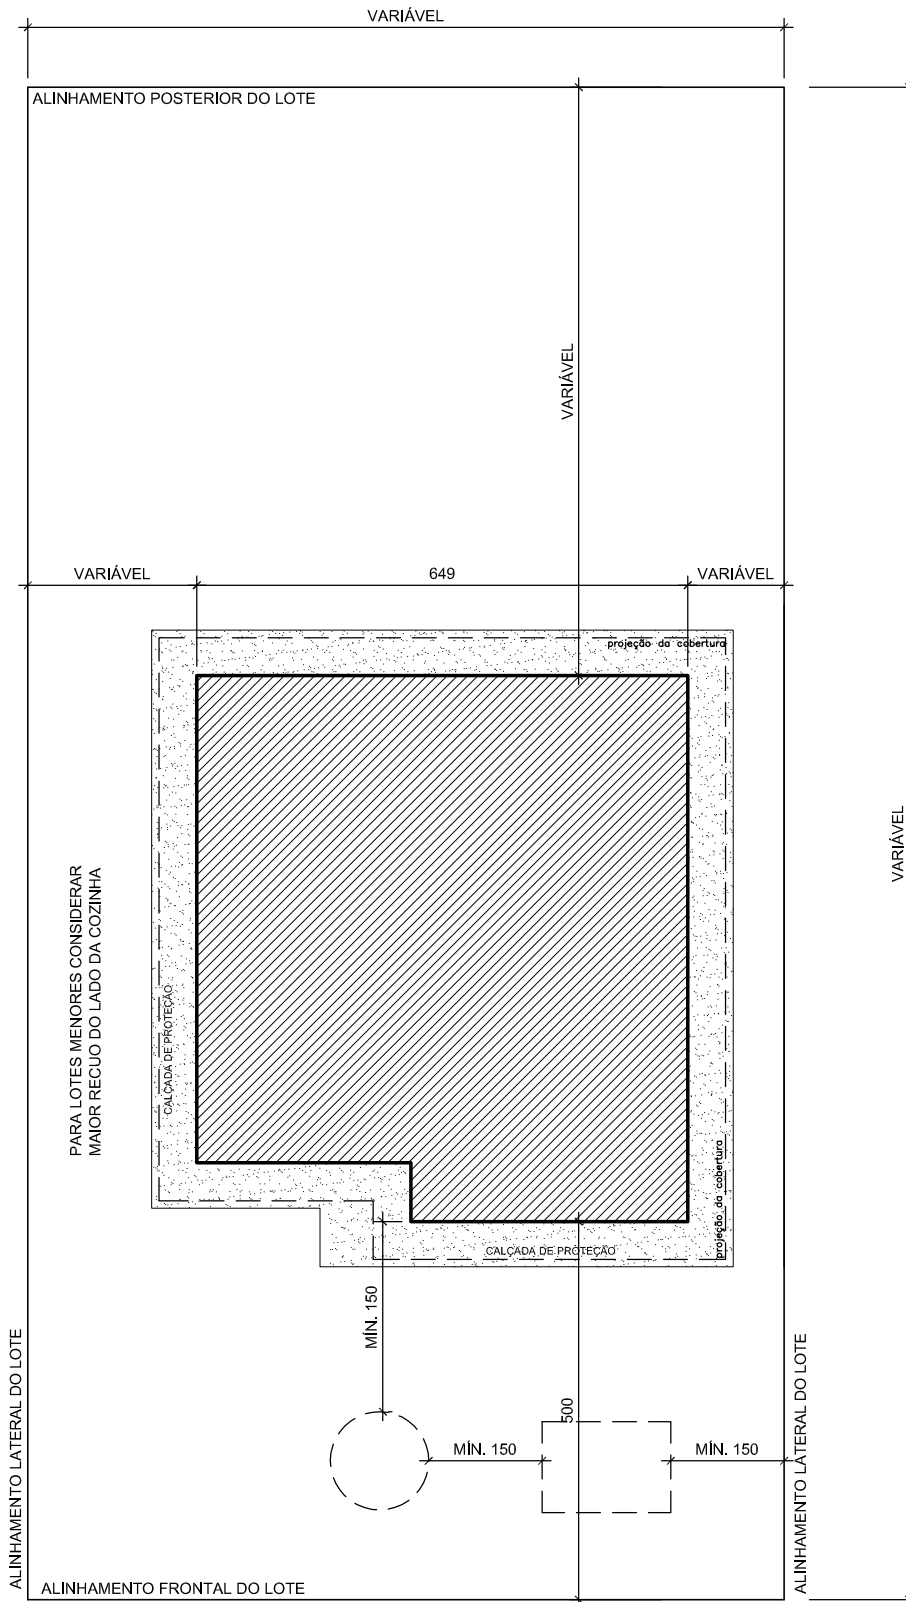 VARIÁVEL
ALINHAMENTO POSTERIOR DO LOTE
VARIÁVEL
VARIÁVEL
649
VARIÁVEL
projeção da cobertura
VARIÁVEL
PARA LOTES MENORES CONSIDERAR
MAIOR RECUO DO LADO DA COZINHA
CALÇADA DE PROTEÇÃO
projeção da cobertura
CALÇADA DE PROTEÇÃO
MÍN. 150
500
MÍN. 150
MÍN. 150
ALINHAMENTO LATERAL DO LOTE
ALINHAMENTO LATERAL DO LOTE
ALINHAMENTO FRONTAL DO LOTE